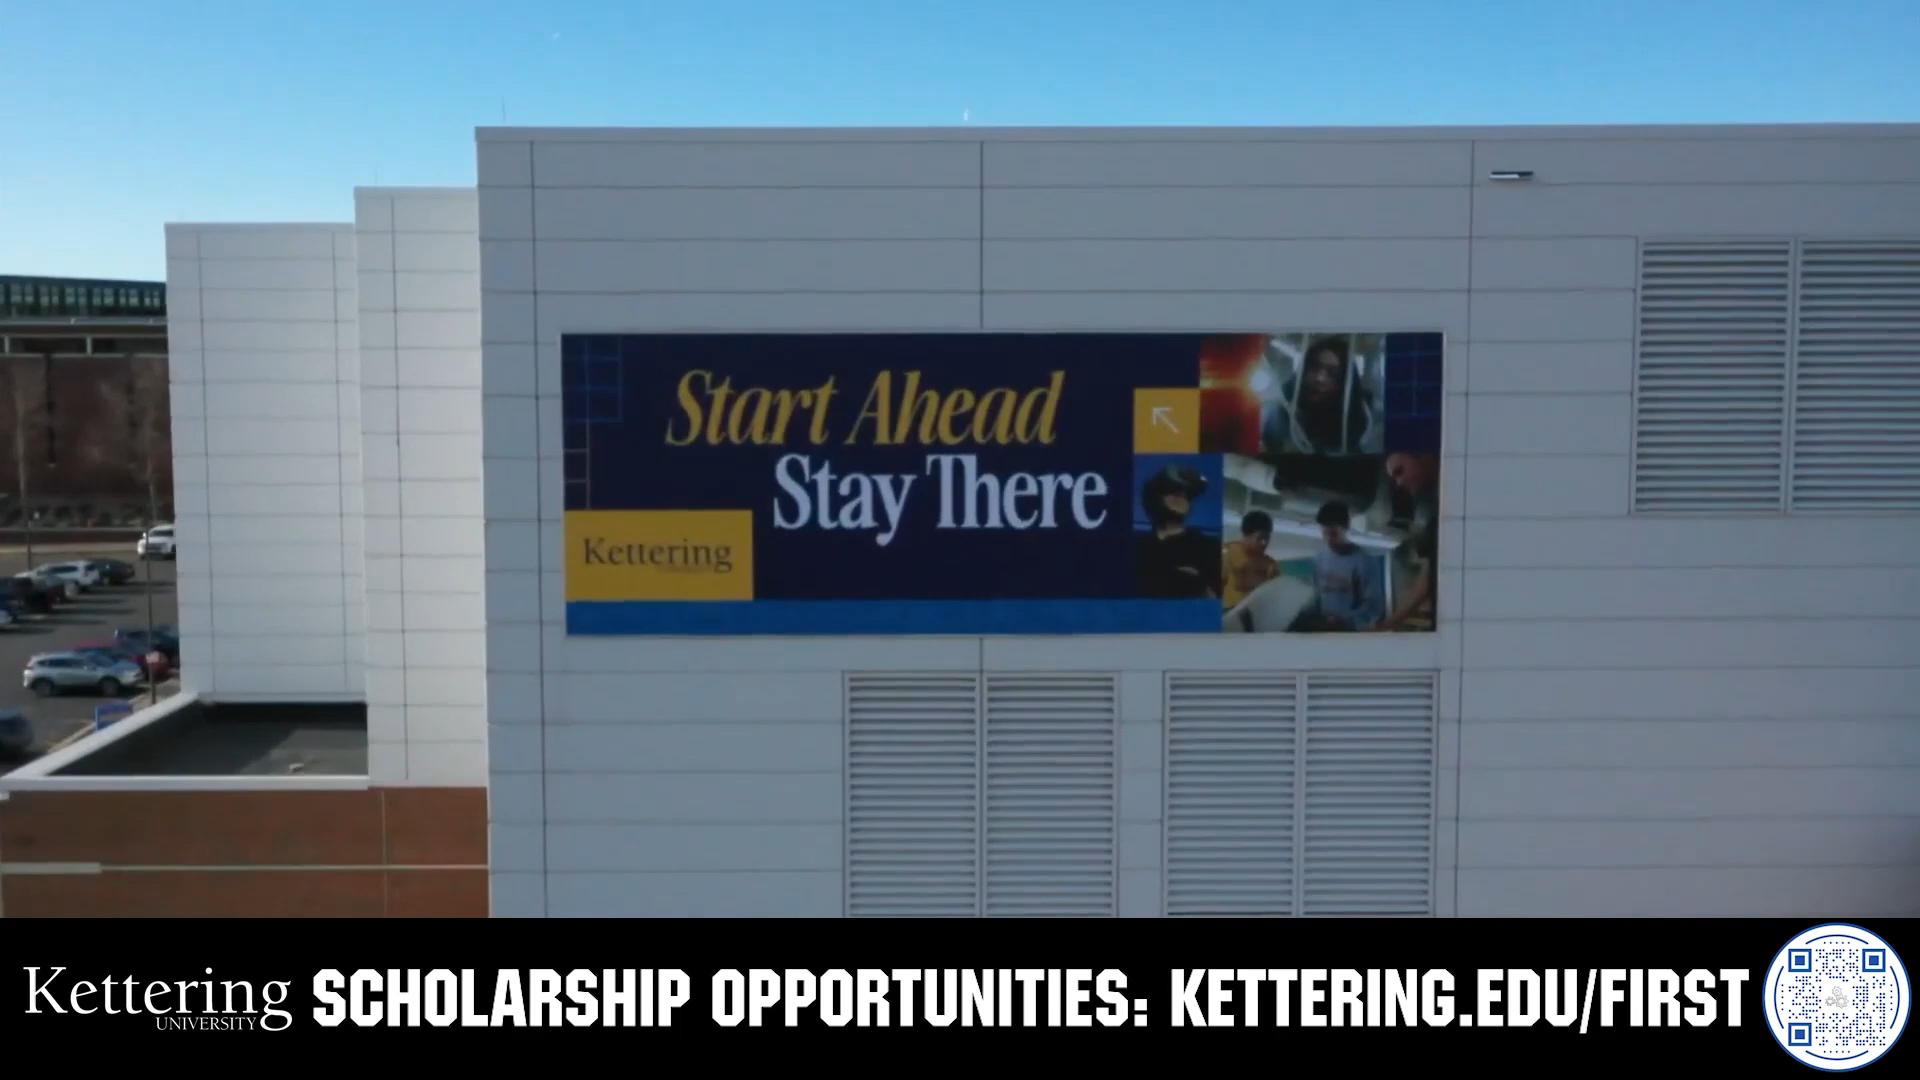 Start Ahead
Stay There
Kettering
Kettering
UNIVERSITY
SCHOLARSHIP OPPORTUNITIES: KETTERING.EDU/FIRST